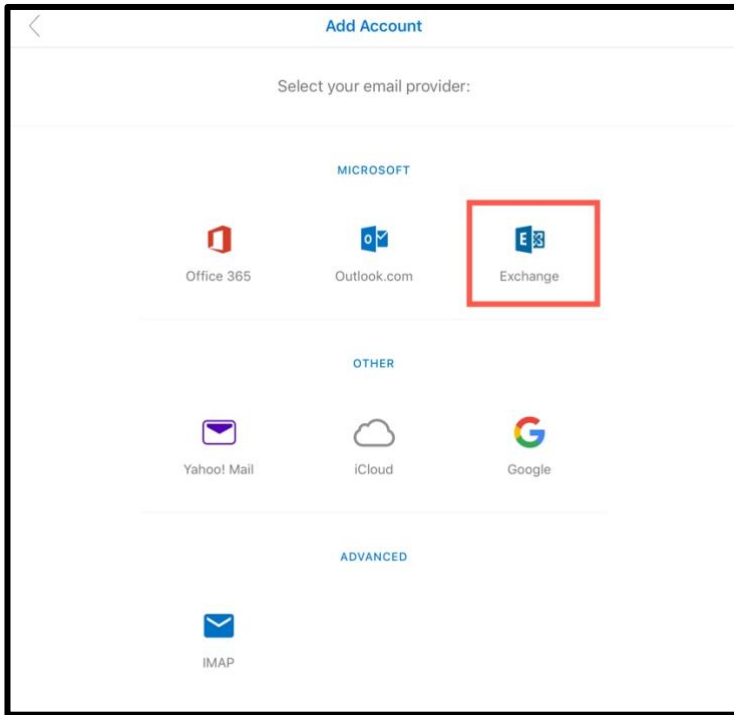 Add Account
Select your email provider:
MICROSOFT
Office 365
Outlook.com
Exchange
OTHER
Yahoo! Mail
iCloud
Google
ADVANCED
IMAP